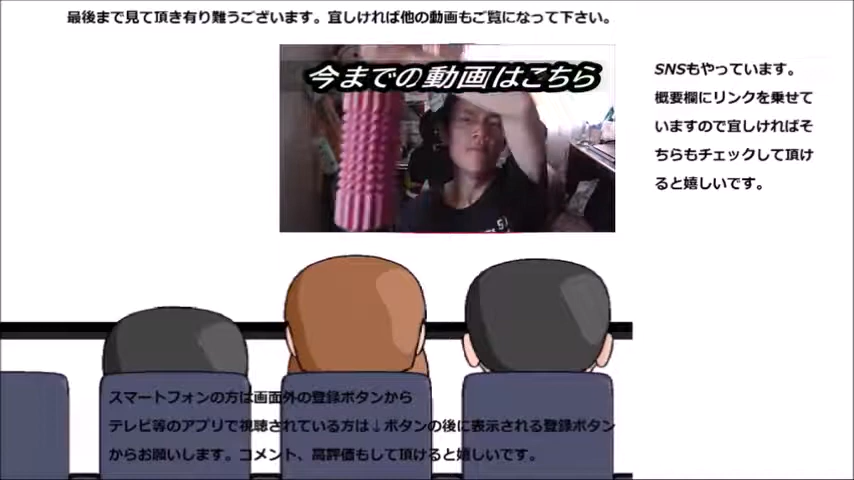 最後まで見て頂き有り難うございます。宜しければ他の動画もご覧になって下さい。
今までの動画はこちら
SNSもやっています。
概要欄にリンクを乗せて
いますので宜しければそ
ちらもチェックして頂け
ると嬉しいです。
スマートフォンの方は画面外の登録ボタンから
テレビ等のアプリで視聴されている方は↓ボタンの後に表示される登録ボタン
からお願いします。コメント、高評価もして頂けると嬉しいです。